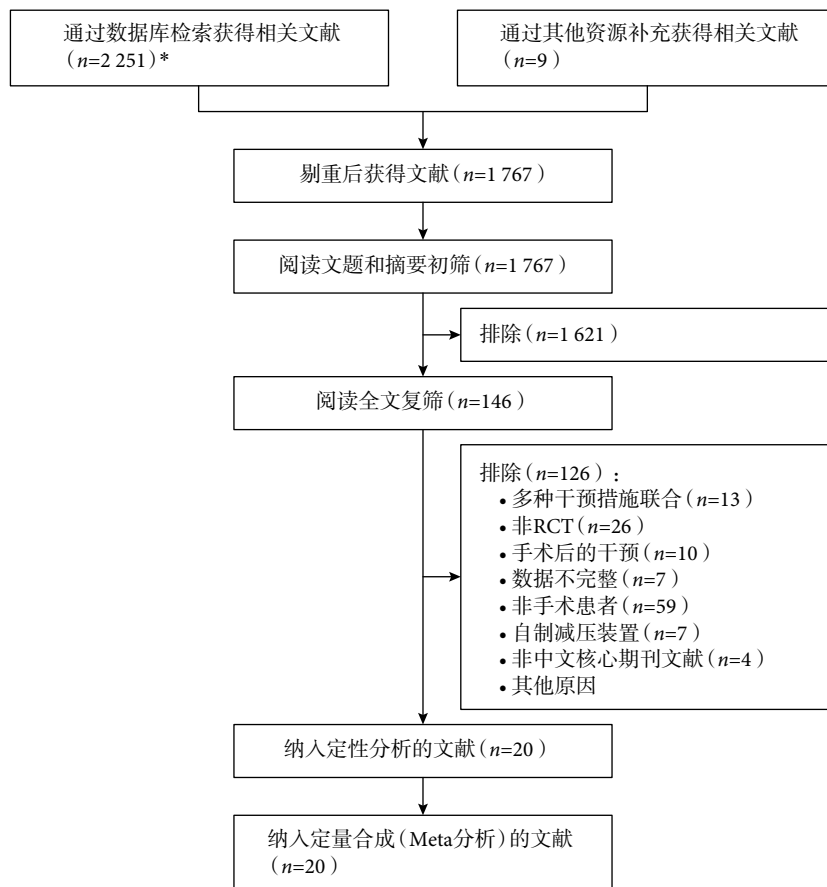 通过数据库检索获得相关文献
(n=2 251)*
通过其他资源补充获得相关文献
(n=9)
剔重后获得文献(n=1 767)
阅读文题和摘要初筛(n=1 767)
排除(n=1 621)
阅读全文复筛(n=146)
排除(n=126):
• 多种干预措施联合(n=13)
• 非RCT(n=26)
• 手术后的干预(n=10)
• 数据不完整(n=7)
• 非手术患者(n=59)
• 自制减压装置(n=7)
• 非中文核心期刊文献(n=4)
• 其他原因
纳入定性分析的文献(n=20)
纳入定量合成(Meta分析)的文献
(n=20)